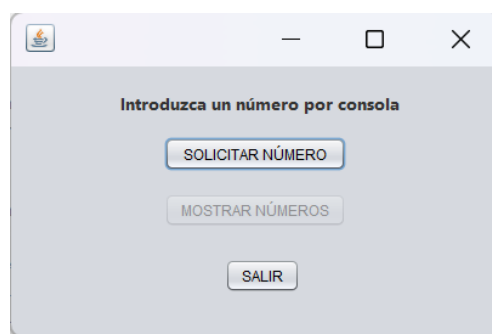 Introduzca un número por consola
SOLICITAR NÚMERO
MOSTRAR NÚMEROS
SALIR